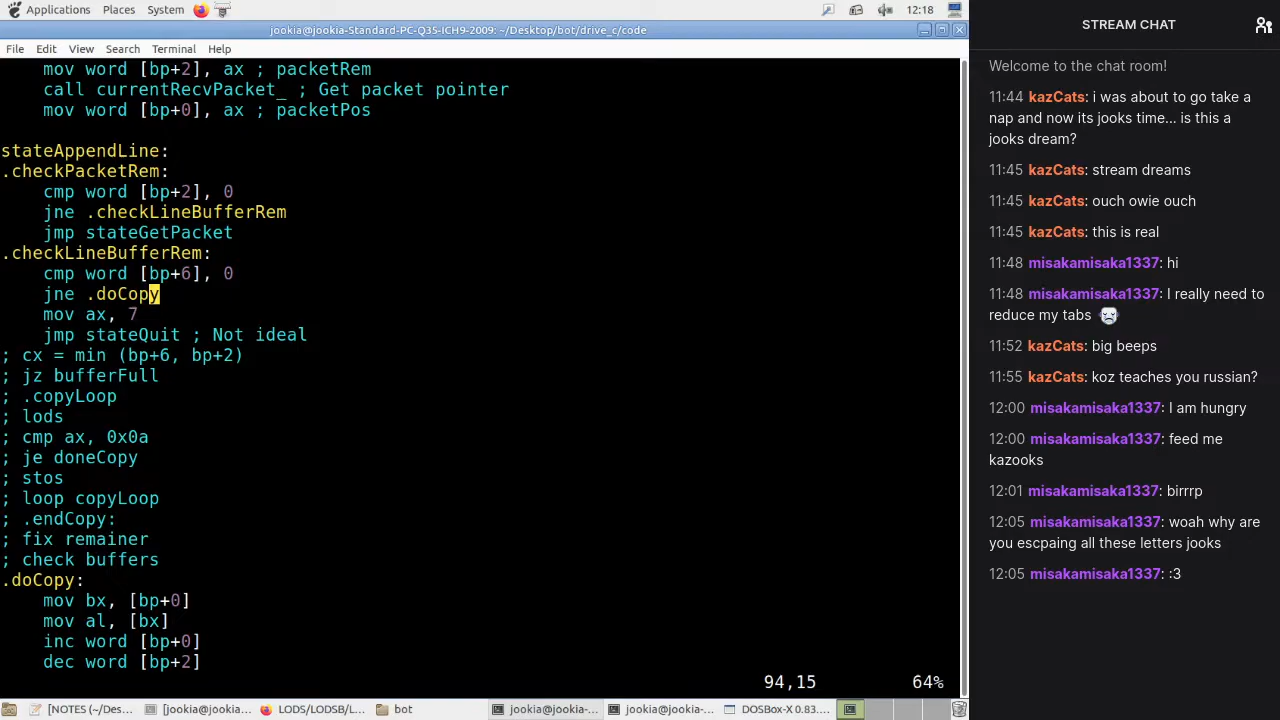 Applications Places System 12:18
jookia@jookia-Standard-PC-Q35-ICH9-2009: ~/Desktop/bot/drive_c/code
File Edit View Search Terminal Help
mov word [bp+2], ax ; packetRem
call currentRecvPacket_ ; Get packet pointer
mov word [bp+0], ax ; packetPos
stateAppendLine:
.checkPacketRem:
cmp word [bp+2], 0
jne .checkLineBufferRem
jmp stateGetPacket
.checkLineBufferRem:
cmp word [bp+6], 0
jne .doCopy
mov ax, 7
jmp stateQuit ; Not ideal
; cx = min (bp+6, bp+2)
; jz bufferFull
; .copyLoop
; lods
; cmp ax, 0x0a
; je doneCopy
; stos
; loop copyLoop
; .endCopy:
; fix remainer
; check buffers
.doCopy:
mov bx, [bp+0]
mov al, [bx]
inc word [bp+0]
dec word [bp+2]
94,15 64%
[NOTES (~/Des... [jookia@jookia... LODS/LODSB/L... bot jookia@jookia-... jookia@jookia-... DOSBox-X 0.83....
STREAM CHAT
Welcome to the chat room!
11:44 kazCats: i was about to go take a
nap and now its jooks time... is this a
jooks dream?
11:45 kazCats: stream dreams
11:45 kazCats: ouch owie ouch
11:45 kazCats: this is real
11:48 misakamisaka1337: hi
11:48 misakamisaka1337: I really need to
reduce my tabs
11:52 kazCats: big beeps
11:55 kazCats: koz teaches you russian?
12:00 misakamisaka1337: I am hungry
12:00 misakamisaka1337: feed me
kazooks
12:01 misakamisaka1337: birrrp
12:05 misakamisaka1337: woah why are
you escpaing all these letters jooks
12:05 misakamisaka1337: :3